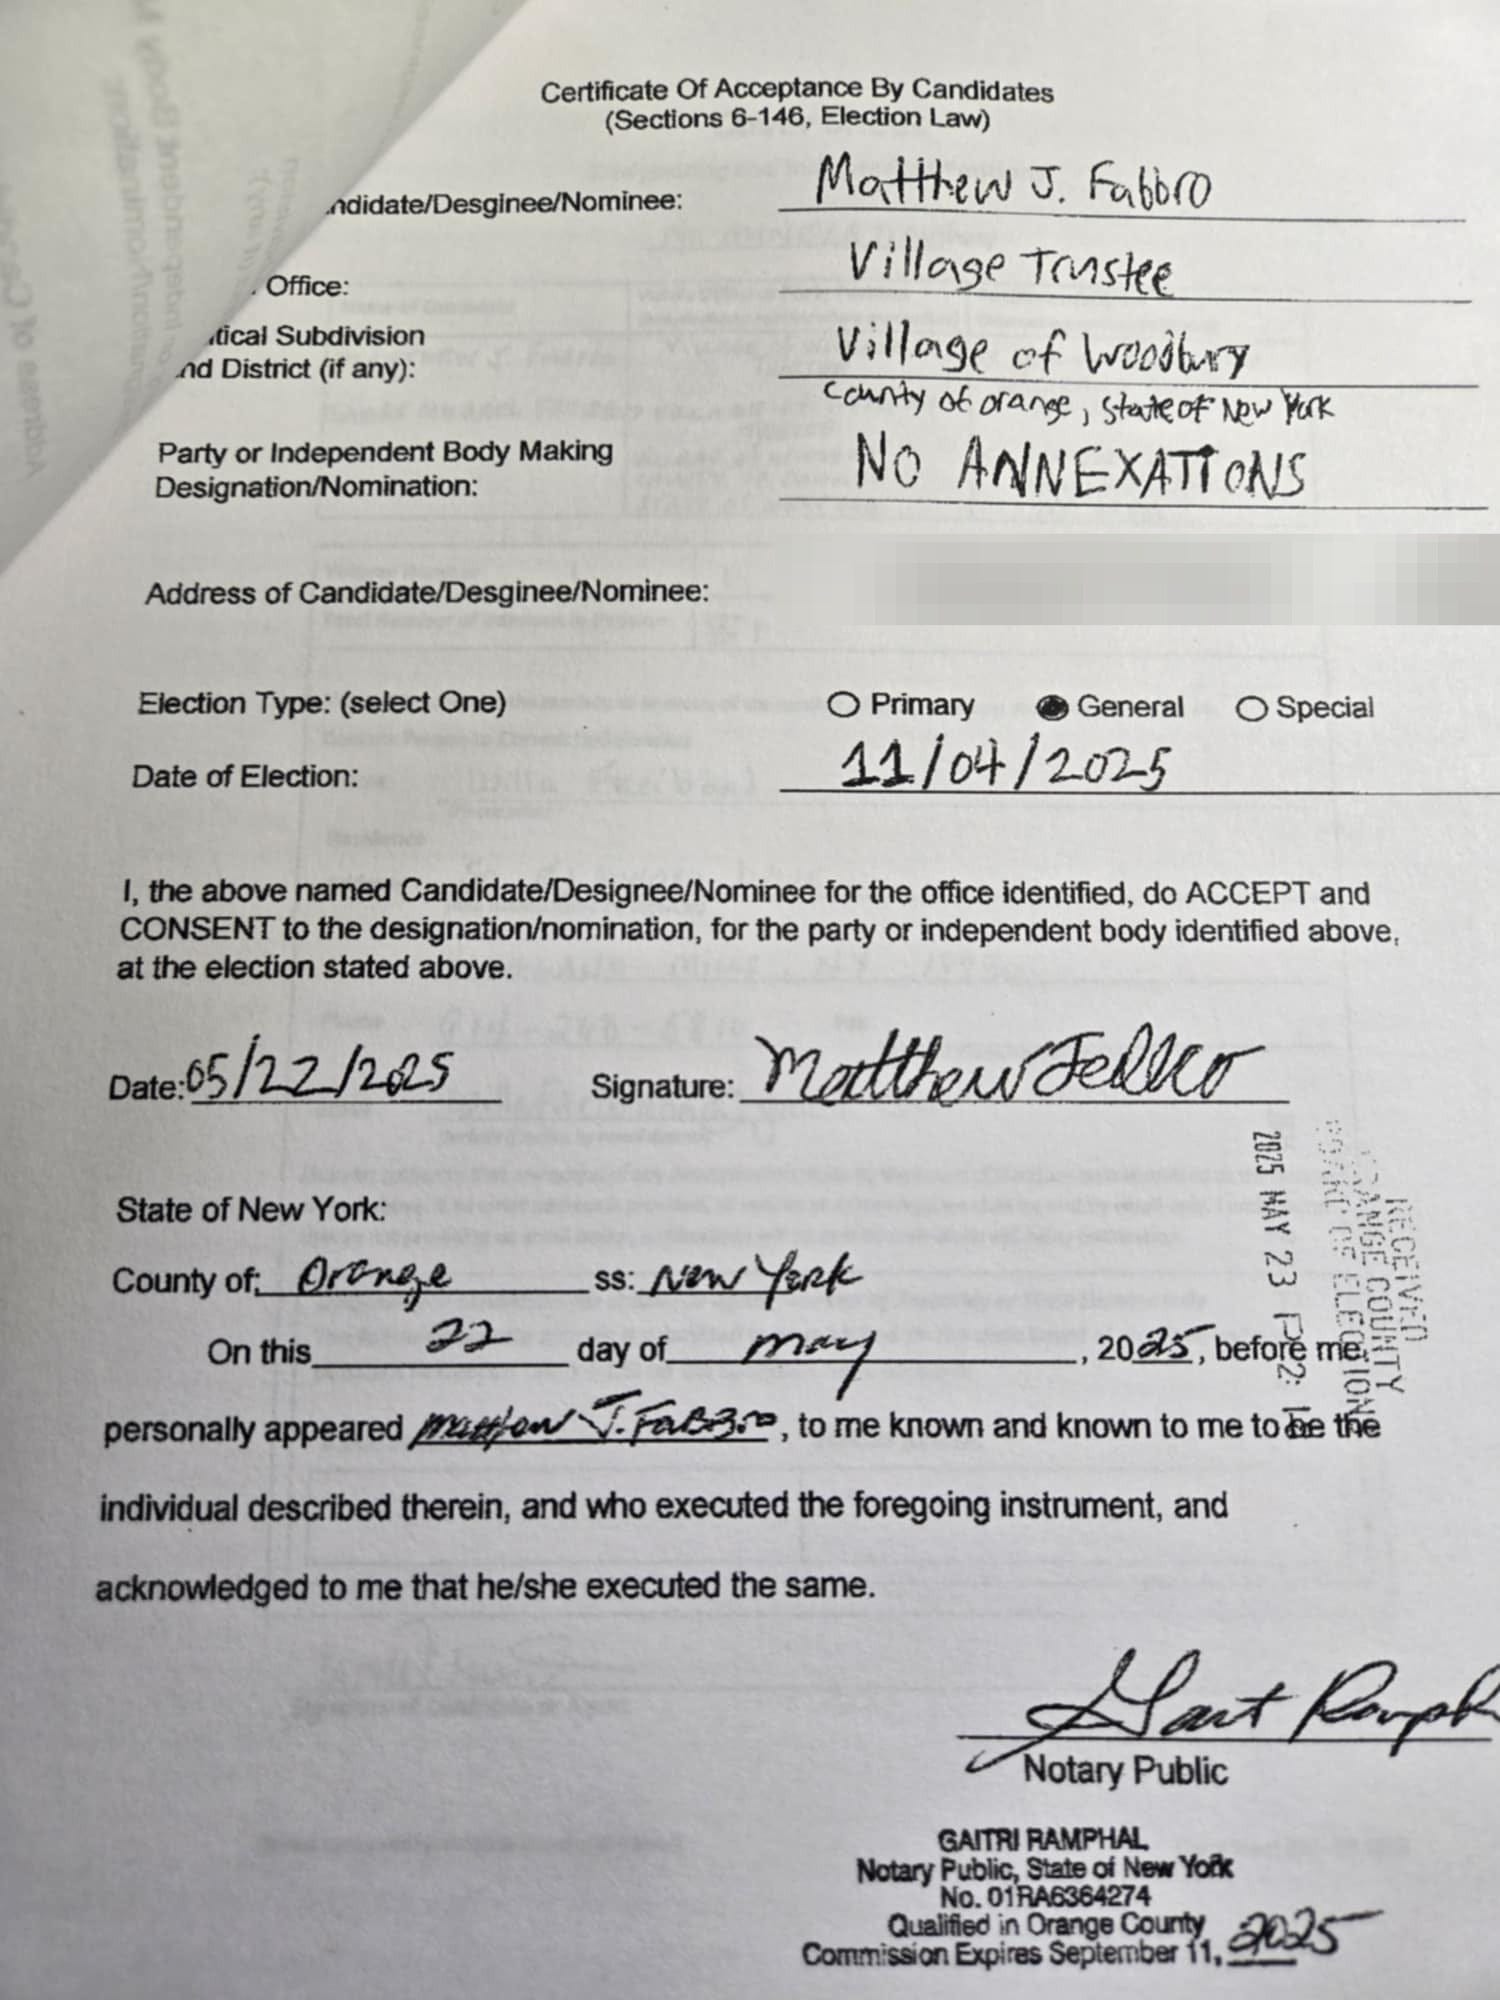 Certificate Of Acceptance By Candidates
(Sections 6-146, Election Law)
ndidate/Desginee/Nominee: Matthew J. Fabbro
Office: Village Trustee
tical Subdivision
nd District (if any): Village of Woodbury
County of Orange, State of New York
Party or Independent Body Making
Designation/Nomination: NO ANNEXATIONS
Address of Candidate/Desginee/Nominee:
Election Type: (select One) Primary General Special
Date of Election: 11/04/2025
I, the above named Candidate/Designee/Nominee for the office identified, do ACCEPT and
CONSENT to the designation/nomination, for the party or independent body identified above,
at the election stated above.
Date: 05/22/2025 Signature: Matthew
RECEIVED
ORANGE COUNTY
BOARD OF ELECTION
2025 MAY 23 P 2:
State of New York:
County of: Orange ss: New York
On this 22 day of may, 2025, before me,
personally appeared Matthew J. Fabbro, to me known and known to me to be the
individual described therein, and who executed the foregoing instrument, and
acknowledged to me that he/she executed the same.
Notary Public
GAITRI RAMPHAL
Notary Public, State of New York
No. 01RA6364274
Qualified in Orange County
Commission Expires September 11, 2025